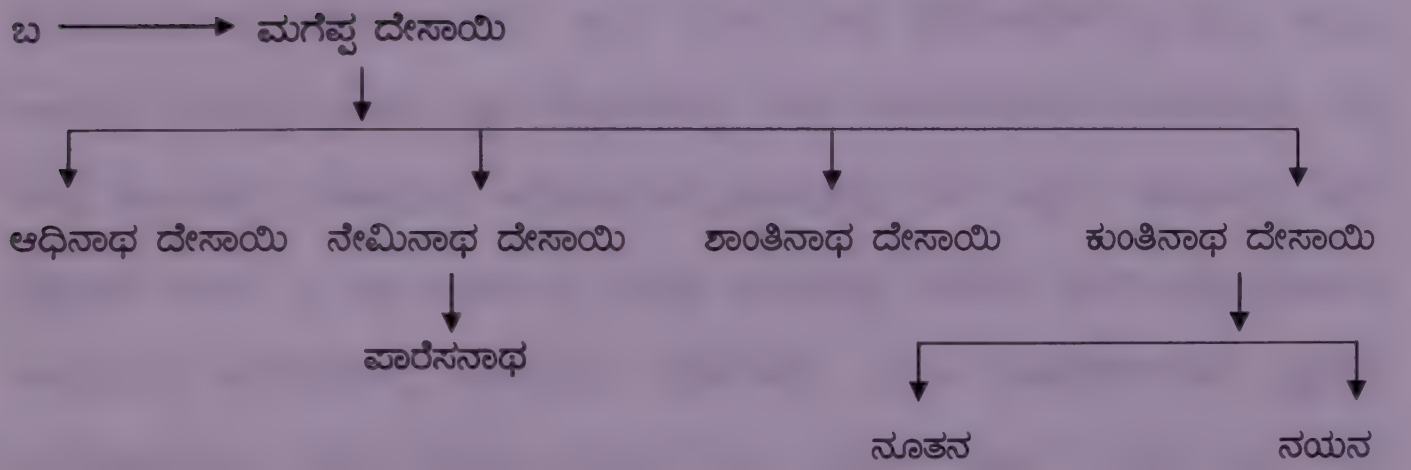 ಬ ಮಗೆಪ್ಪ ದೇಸಾಯಿ
ಆಧಿನಾಥ ದೇಸಾಯಿ ನೇಮಿನಾಥ ದೇಸಾಯಿ ಶಾಂತಿನಾಥ ದೇಸಾಯಿ ಕುಂತಿನಾಥ ದೇಸಾಯಿ
ಪಾರೆಸನಾಥ
ನೂತನ ನಯನ